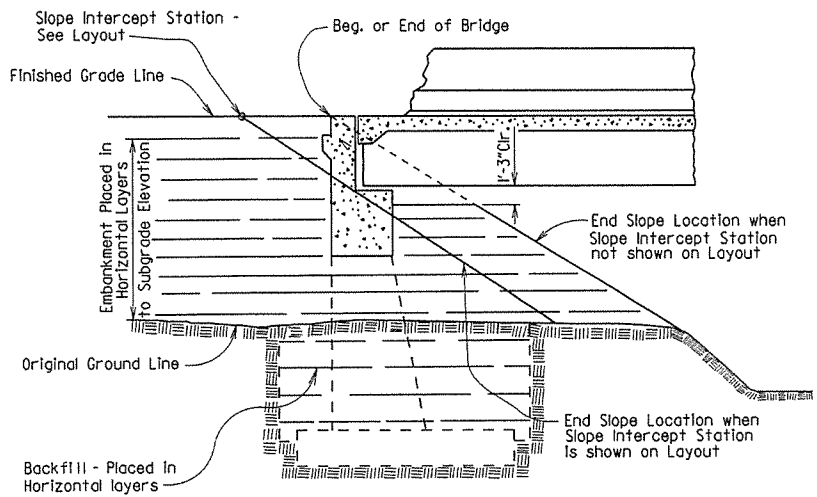 Slope Intercept Station -
See Layout
Beg. or End of Bridge
Finished Grade Line
Embankment Placed in
Horizontal Layers
to Subgrade Elevation
1'-3" Clr.
End Slope Location when
Slope Intercept Station
not shown on Layout
Original Ground Line
End Slope Location when
Slope Intercept Station
is shown on Layout
Backfill - Placed in
Horizontal layers